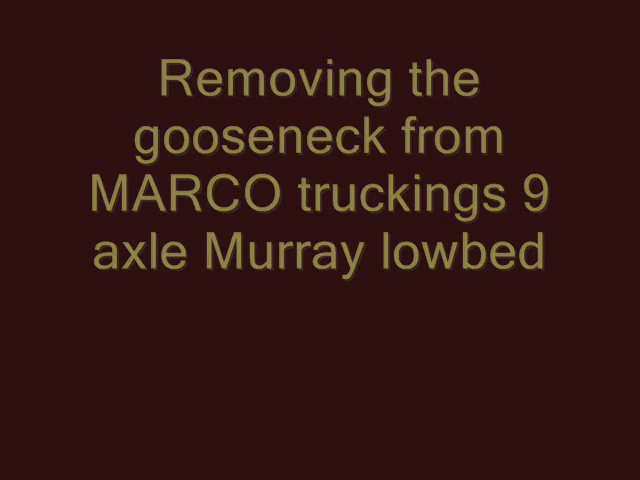 Removing the
gooseneck from
MARCO truckings 9
axle Murray lowbed